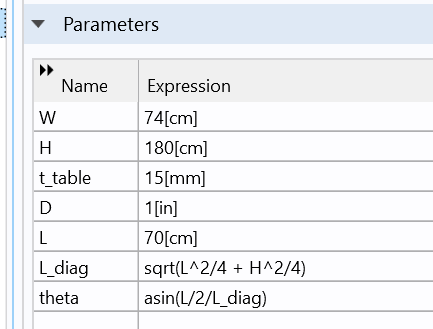 Parameters
Name Expression
W 74[cm]
H 180[cm]
t_table 15[mm]
D 1[in]
L 70[cm]
L_diag sqrt(L^2/4 + H^2/4)
theta asin(L/2/L_diag)